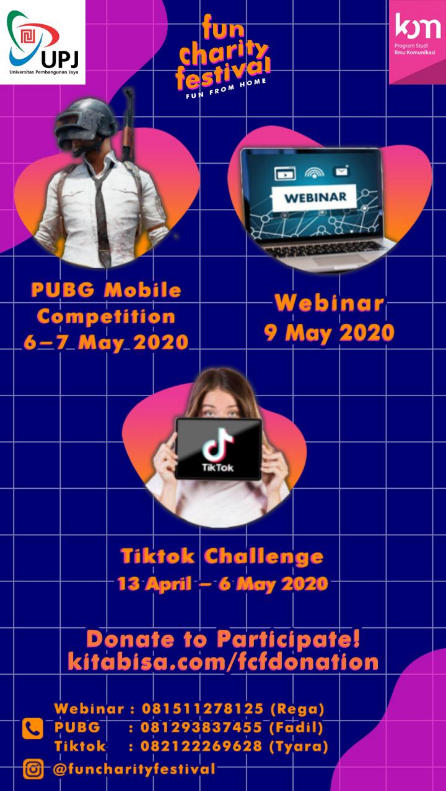 UPJ
Universitas Pembangunan Jaya
fun
charity
festival
FUN FROM HOME
kom
Program Studi
Ilmu Komunikasi
WEBINAR
PUBG Mobile
Competition
6–7 May 2020
Webinar
9 May 2020
TikTok
Tiktok Challenge
13 April – 6 May 2020
Donate to Participate!
kitabisa.com/fcfdonation
Webinar : 081511278125 (Rega)
PUBG : 081293837455 (Fadil)
Tiktok : 082122269628 (Tyara)
@funcharityfestival